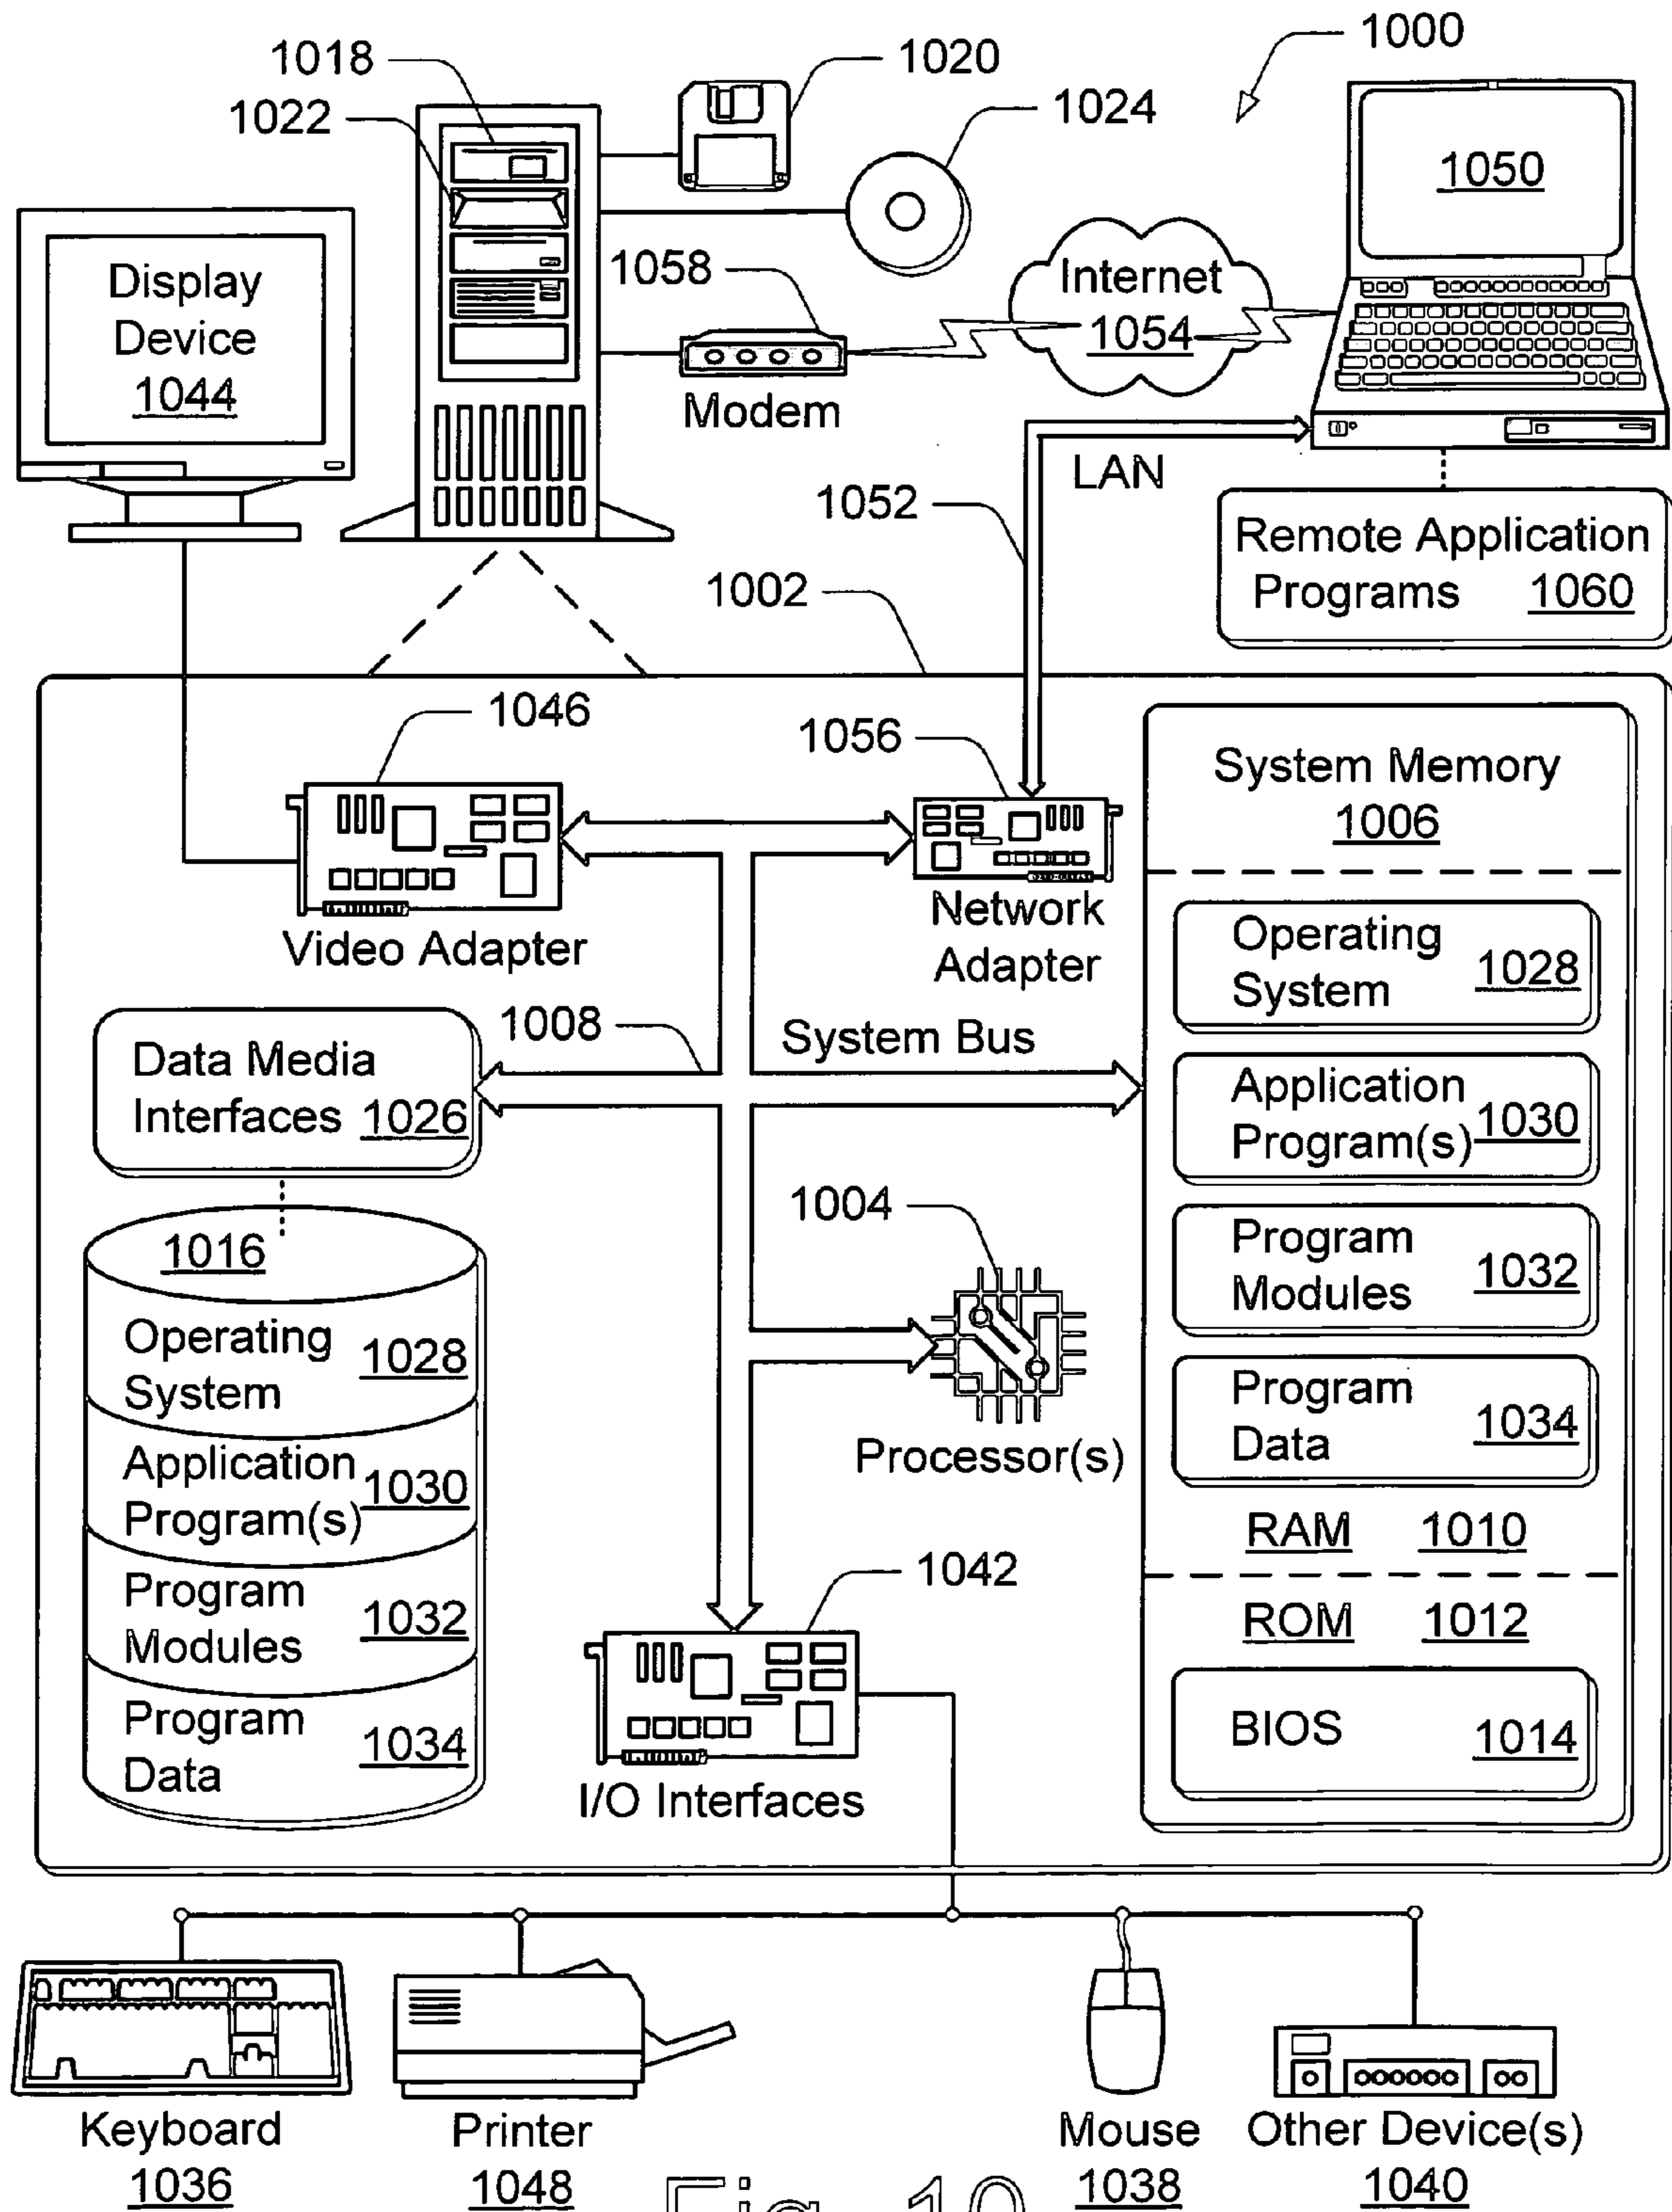 1000
1018
1020
1022
1024
1050
Display
Device
1044
1058
Internet
1054
Modem
LAN
1052
Remote Application
Programs 1060
1002
1046
1056
System Memory
1006
Video Adapter
Network
Adapter
Operating
System
1028
1008
System Bus
Data Media
Interfaces 1026
Application
Program(s) 1030
1004
Program
Modules
1032
1016
Operating
System
1028
Program
Data
1034
Processor(s)
Application
Program(s) 1030
RAM 1010
1042
Program
Modules
1032
ROM 1012
Program
Data
1034
I/O Interfaces
BIOS 1014
Keyboard
1036
Printer
1048
Mouse
1038
Other Device(s)
1040
Fig. 10